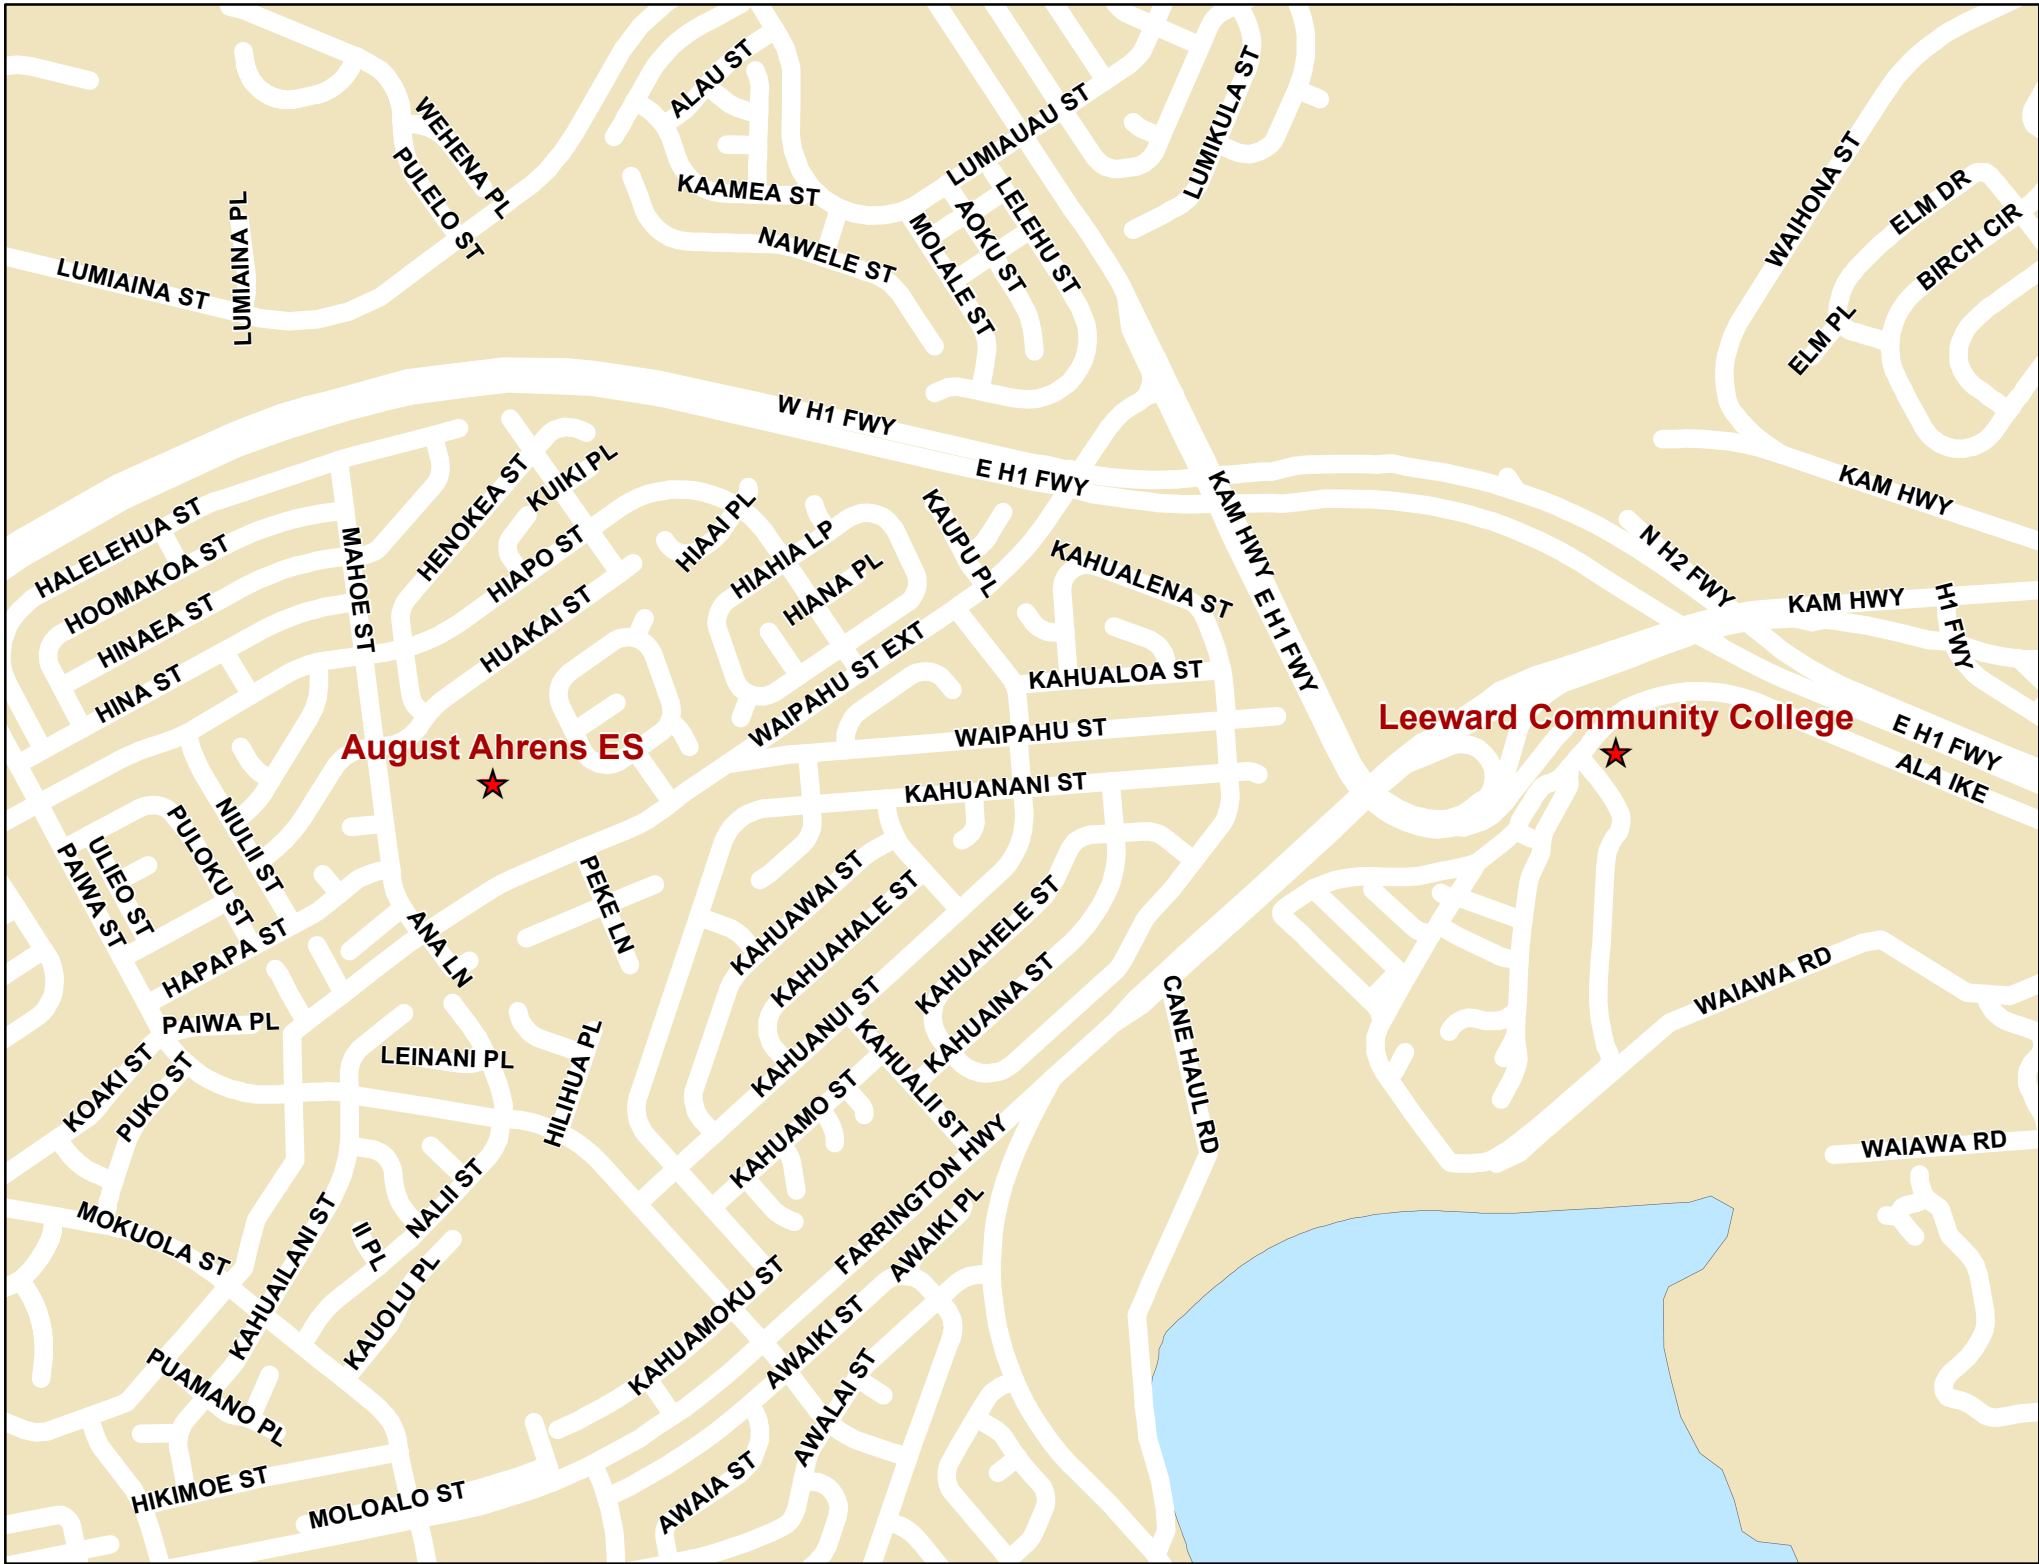 ALAU ST
WEHENA PL
PULELO ST
LUMIAINA PL
LUMIAINA ST
KAAMEA ST
NAWELE ST
LUMIAUAU ST
LUMIKULA ST
LELEHU ST
AOKU ST
MOLALE ST
WAIHONA ST
ELM DR
BIRCH CIR
ELM PL
W H1 FWY
E H1 FWY
KAM HWY
KAM HWY
E H1 FWY
N H2 FWY
KAM HWY
H1 FWY
HALELEHUA ST
HOOMAKOA ST
HINAEA ST
HINA ST
MAHOE ST
HENOKEA ST
KUIKI PL
HIAPO ST
HUAKAI ST
HIAAI PL
HIAHIA LP
HIANA PL
KAUPU PL
KAHUALENA ST
KAHUALOA ST
WAIPAHU ST EXT
WAIPAHU ST
KAHUANANI ST
August Ahrens ES
Leeward Community College
E H1 FWY
ALA IKE
NIULII ST
PULOKU ST
ULIEO ST
PAIWA ST
HAPAPA ST
PAIWA PL
ANA LN
PEKE LN
KAHUAWAI ST
KAHUAHALE ST
KAHUAHELE ST
KAHUANUI ST
KAHUAINA ST
KAHUALII ST
KAHUAMO ST
CANE HAUL RD
WAIAWA RD
WAIAWA RD
LEINANI PL
HILIHUA PL
KOAKI ST
PUKO ST
MOKUOLA ST
KAHUAILANI ST
II PL
NALII ST
KAUOLU PL
PUAMANO PL
HIKIMOE ST
MOLOALO ST
FARRINGTON HWY
AWAIKI PL
KAHUAMOKU ST
AWAIKI ST
AWALAI ST
AWAIA ST